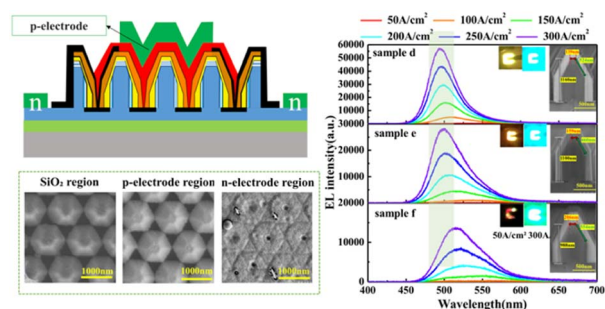 p-electrode
n
n
SiO₂ region
p-electrode region
n-electrode region
1000nm
1000nm
1000nm
50A/cm² 100A/cm² 150A/cm²
200A/cm² 250A/cm² 300A/cm²
EL intensity(a.u.)
60000
sample d
50000
40000
30000
sample e
20000
10000
20000
sample f
50A/cm² 300A.
10000
0
400 450 500 550 600 650 700
Wavelength(nm)
500nm
500nm
500nm